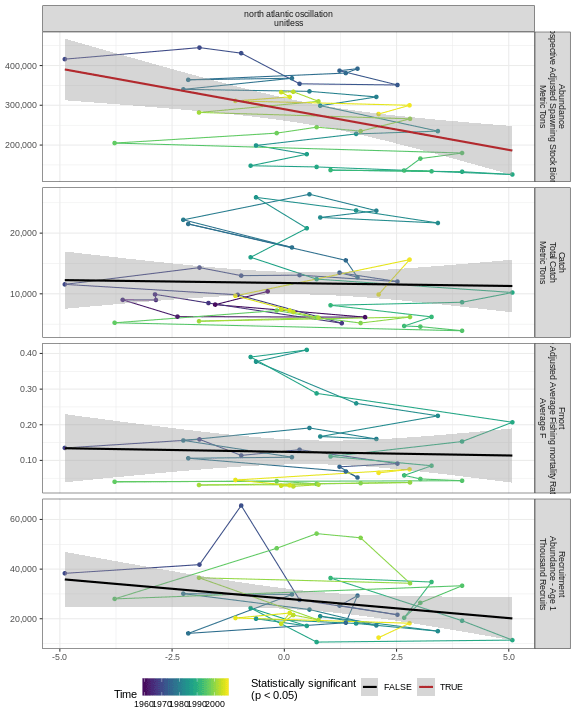 north atlantic oscillation
unitless
400,000
300,000
200,000
Abundance
spective Adjusted Spawning Stock Bion
Metric Tons
20,000
10,000
Catch
Total Catch
Metric Tons
0.40
0.30
0.20
0.10
Fmort
Adjusted Average Fishing mortality Rat
Average F
60,000
40,000
20,000
Recruitment
Abundance - Age 1
Thousand Recruits
-5.0
-2.5
0.0
2.5
5.0
Time
1960
1970
1980
1990
2000
Statistically significant
(p < 0.05)
FALSE
TRUE